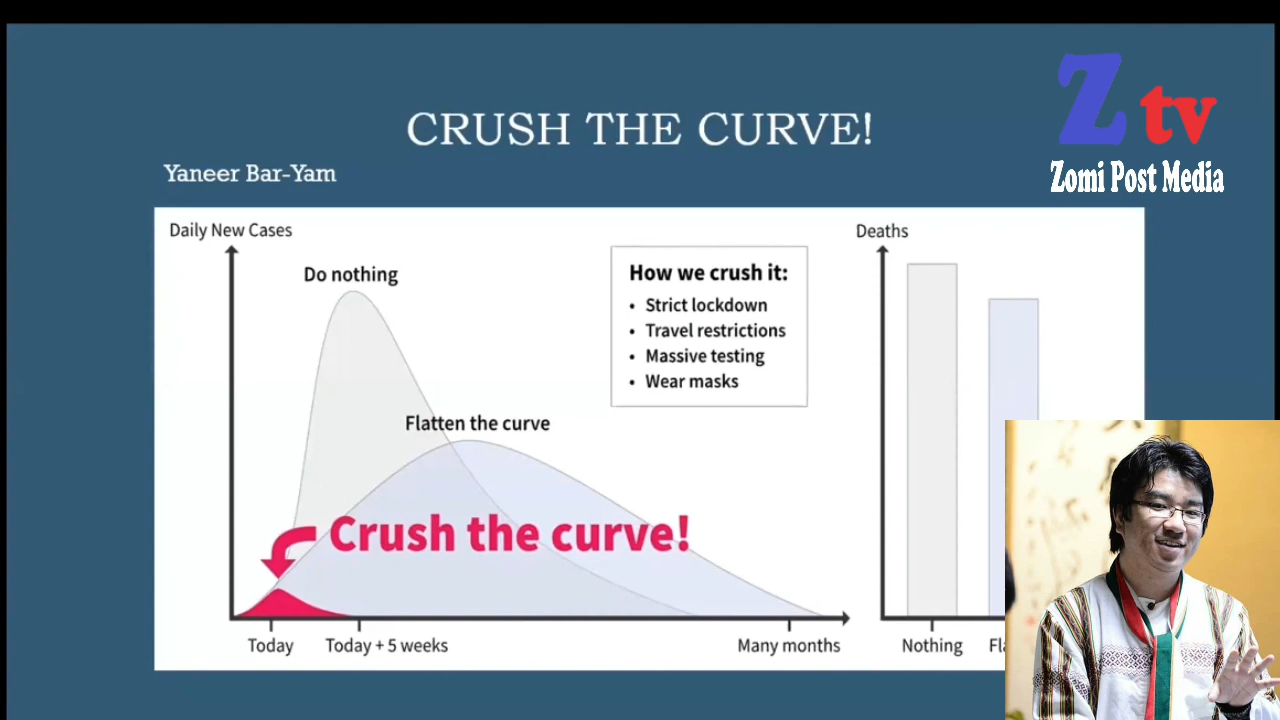 Z tv
Zomi Post Media
CRUSH THE CURVE!
Yaneer Bar-Yam
Daily New Cases
Do nothing
Flatten the curve
Crush the curve!
How we crush it:
• Strict lockdown
• Travel restrictions
• Massive testing
• Wear masks
Today
Today + 5 weeks
Many months
Deaths
Nothing